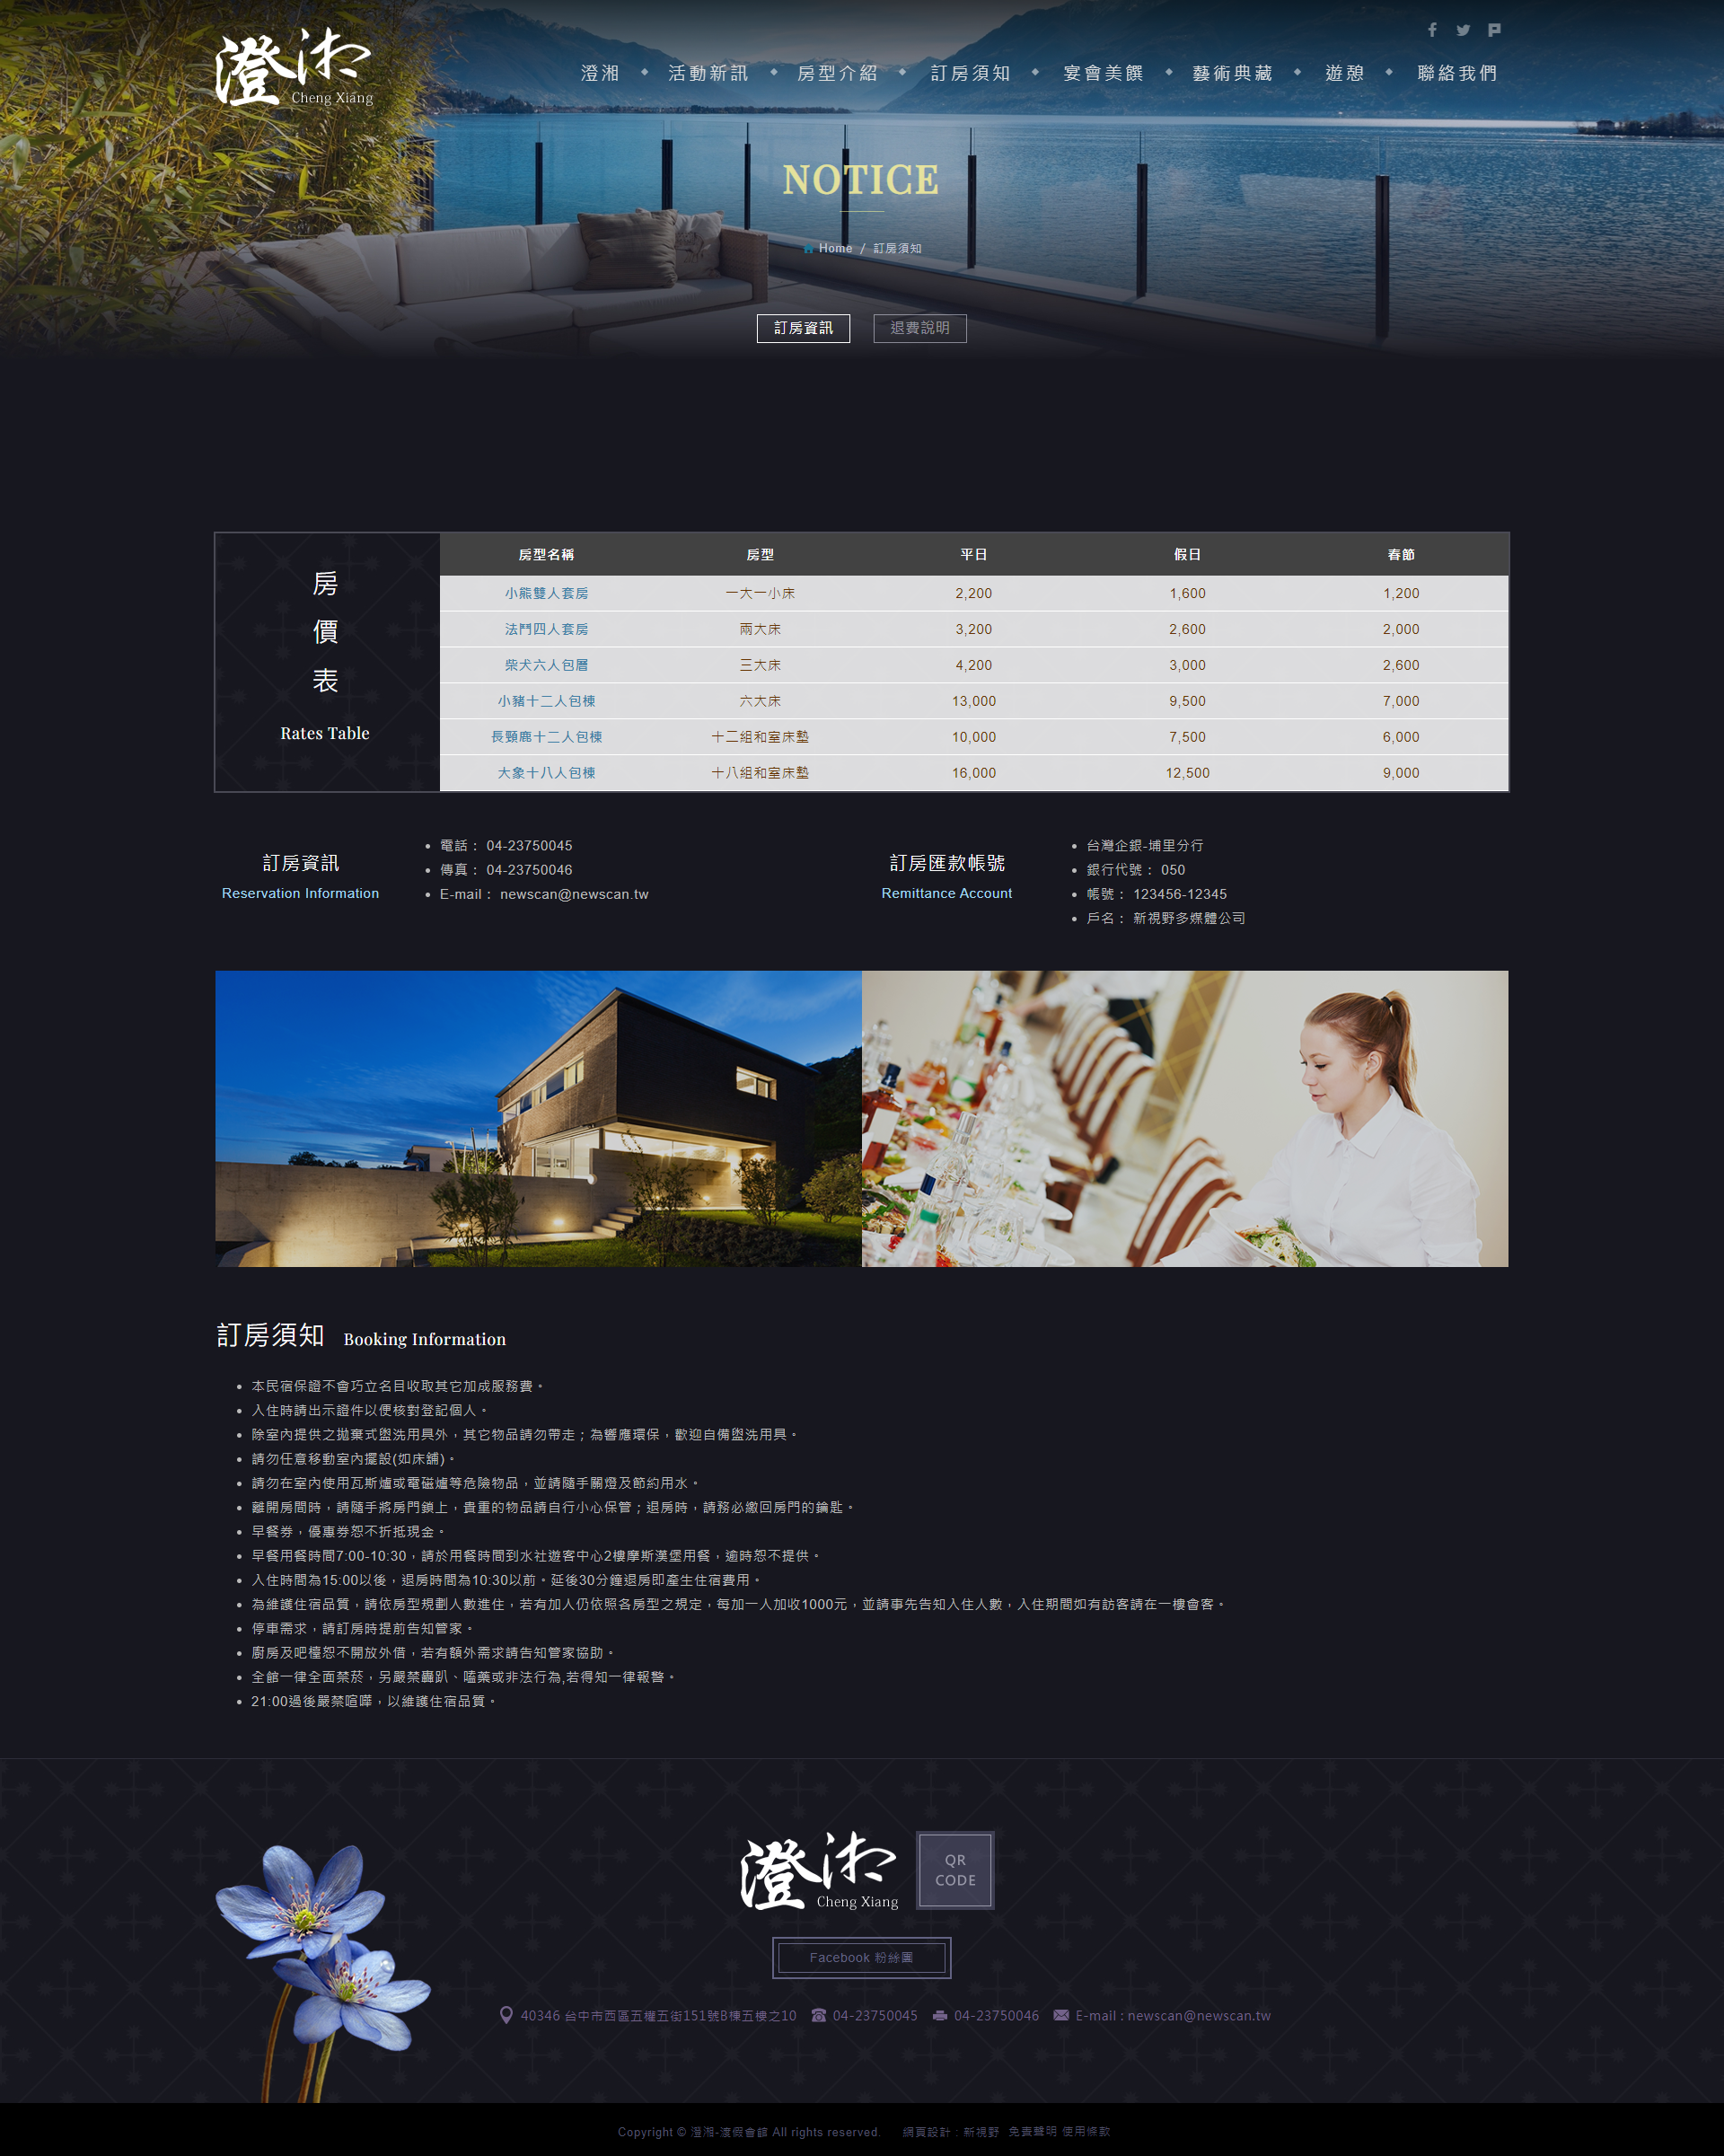 澄湘
Cheng Xiang
澄湘 活動新訊 房型介紹 訂房須知 宴會美饌 藝術典藏 遊憩 聯絡我們
NOTICE
Home / 訂房須知
訂房資訊 退費說明
房價表
Rates Table
房型名稱 房型 平日 假日 春節
小熊雙人套房 一大一小床 2,200 1,600 1,200
法鬥四人套房 兩大床 3,200 2,600 2,000
柴犬六人包層 三大床 4,200 3,000 2,600
小豬十二人包棟 六大床 13,000 9,500 7,000
長頸鹿十二人包棟 十二組和室床墊 10,000 7,500 6,000
大象十八人包棟 十八組和室床墊 16,000 12,500 9,000
訂房資訊
Reservation Information
電話： 04-23750045
傳真： 04-23750046
E-mail： newscan@newscan.tw
訂房匯款帳號
Remittance Account
台灣企銀-埔里分行
銀行代號： 050
帳號： 123456-12345
戶名： 新視野多媒體公司
訂房須知 Booking Information
本民宿保證不會巧立名目收取其它加成服務費。
入住時請出示證件以便核對登記個人。
除室內提供之拋棄式盥洗用具外，其它物品請勿帶走；為響應環保，歡迎自備盥洗用具。
請勿任意移動室內擺設(如床舖)。
請勿在室內使用瓦斯爐或電磁爐等危險物品，並請隨手關燈及節約用水。
離開房間時，請隨手將房門鎖上，貴重的物品請自行小心保管；退房時，請務必繳回房門的鑰匙。
早餐券，優惠券恕不折抵現金。
早餐用餐時間7:00-10:30，請於用餐時間到水社遊客中心2樓摩斯漢堡用餐，逾時恕不提供。
入住時間為15:00以後，退房時間為10:30以前。延後30分鐘退房即產生住宿費用。
為維護住宿品質，請依房型規劃人數進住，若有加人仍依照各房型之規定，每加一人加收1000元，並請事先告知入住人數，入住期間如有訪客請在一樓會客。
停車需求，請訂房時提前告知管家。
廚房及吧檯恕不開放外借，若有額外需求請告知管家協助。
全館一律全面禁菸，另嚴禁轟趴、嗑藥或非法行為,若得知一律報警。
21:00過後嚴禁喧嘩，以維護住宿品質。
澄湘
Cheng Xiang
QR
CODE
Facebook 粉絲團
40346 台中市西區五權五街151號B棟五樓之10 04-23750045 04-23750046 E-mail : newscan@newscan.tw
Copyright © 澄湘-渡假會館 All rights reserved. 網頁設計 : 新視野 免責聲明 使用條款